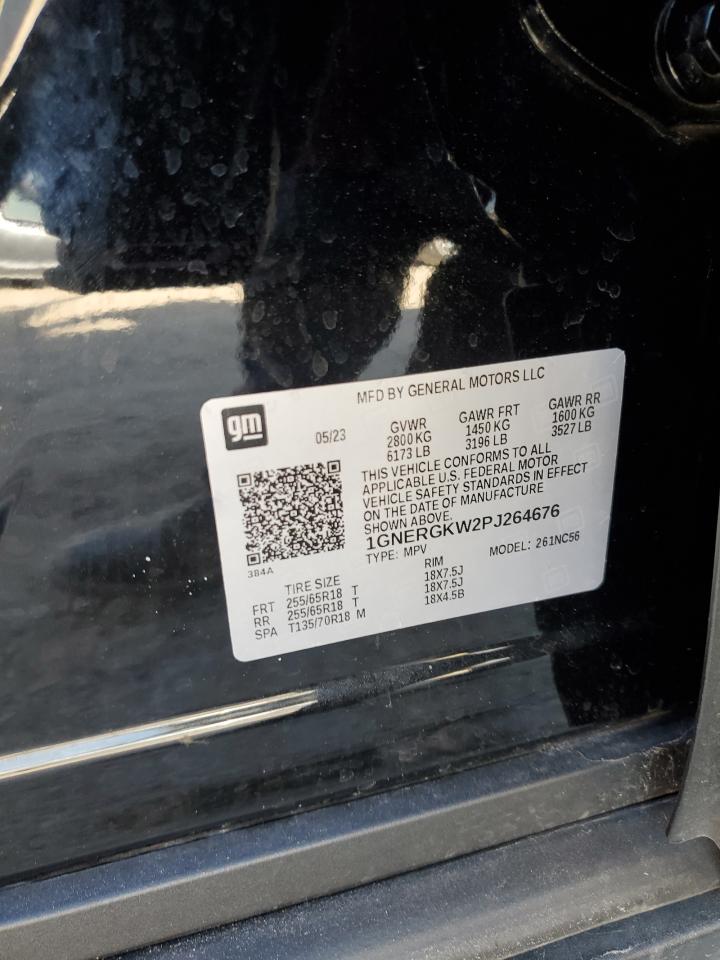 MFD BY GENERAL MOTORS LLC
gm
05/23
GVWR GAWR FRT GAWR RR
2800 KG 1450 KG 1600 KG
6173 LB 3196 LB 3527 LB
THIS VEHICLE CONFORMS TO ALL
APPLICABLE U.S. FEDERAL MOTOR
VEHICLE SAFETY STANDARDS IN EFFECT
ON THE DATE OF MANUFACTURE
SHOWN ABOVE.
1GNERGKW2PJ264676
TYPE: MPV MODEL: 261NC56
384A
TIRE SIZE RIM
FRT 255/65R18 T 18X7.5J
RR 255/65R18 T 18X7.5J
SPA T135/70R18 M 18X4.5B